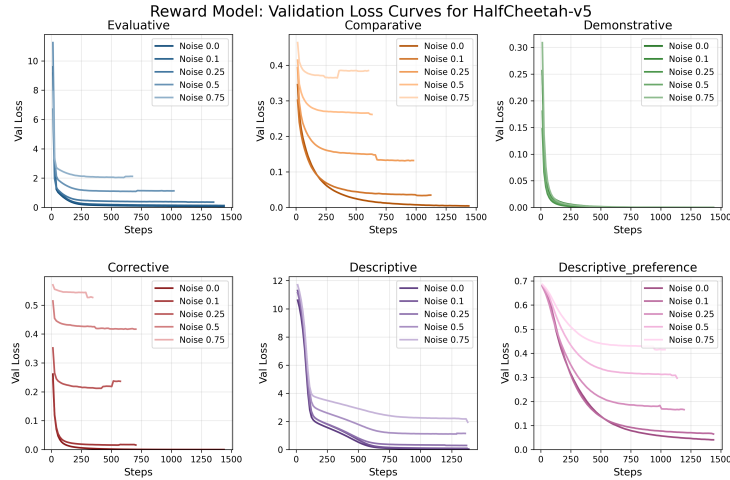 Reward Model: Validation Loss Curves for HalfCheetah-v5
Evaluative
Val Loss
10
8
6
4
2
0
Noise 0.0
Noise 0.1
Noise 0.25
Noise 0.5
Noise 0.75
0 250 500 750 1000 1250 1500
Steps
Comparative
Val Loss
0.4
0.3
0.2
0.1
0.0
Noise 0.0
Noise 0.1
Noise 0.25
Noise 0.5
Noise 0.75
0 250 500 750 1000 1250 1500
Steps
Demonstrative
Val Loss
0.30
0.25
0.20
0.15
0.10
0.05
0.00
Noise 0.0
Noise 0.1
Noise 0.25
Noise 0.5
Noise 0.75
0 250 500 750 1000 1250 1500
Steps
Corrective
Val Loss
0.5
0.4
0.3
0.2
0.1
0.0
Noise 0.0
Noise 0.1
Noise 0.25
Noise 0.5
Noise 0.75
0 250 500 750 1000 1250 1500
Steps
Descriptive
Val Loss
12
10
8
6
4
2
0
Noise 0.0
Noise 0.1
Noise 0.25
Noise 0.5
Noise 0.75
0 250 500 750 1000 1250 1500
Steps
Descriptive_preference
Val Loss
0.7
0.6
0.5
0.4
0.3
0.2
0.1
0.0
Noise 0.0
Noise 0.1
Noise 0.25
Noise 0.5
Noise 0.75
0 250 500 750 1000 1250 1500
Steps